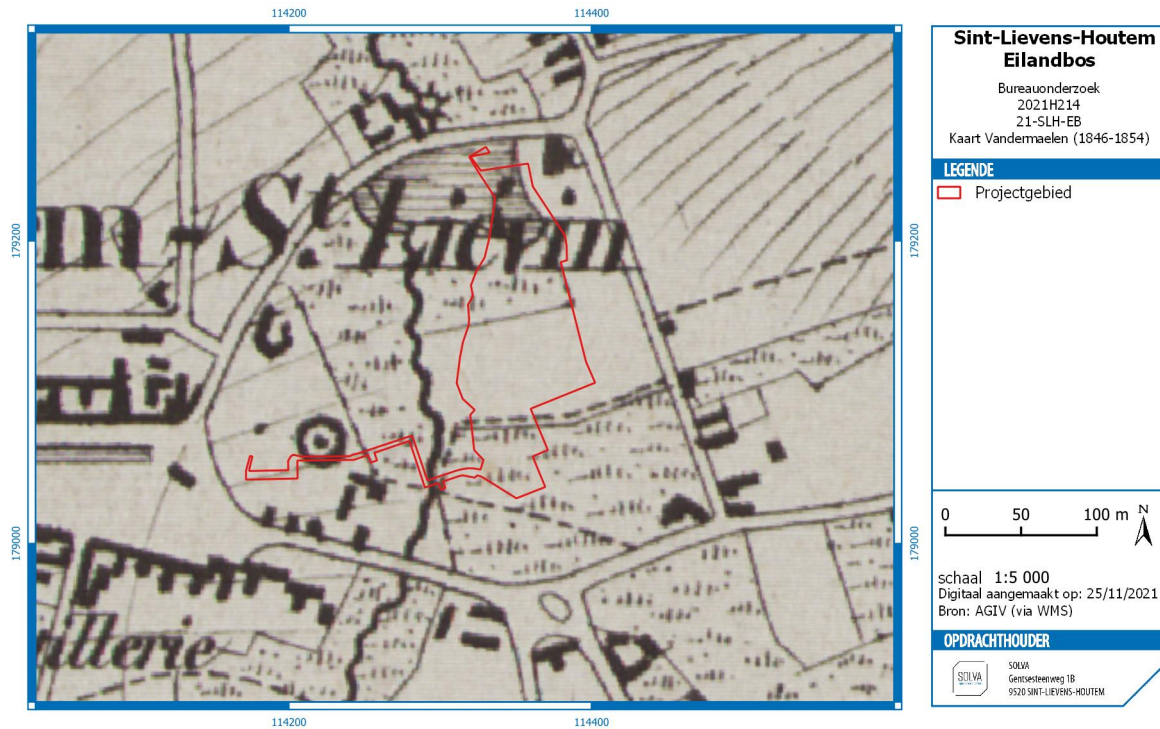 114200
114400
179200
179200
179000
179000
m - St. Liévin
illerie
114200
114400
Sint-Lievens-Houtem
Eilandbos
Bureauonderzoek
2021H214
21-SLH-EB
Kaart Vandermaelen (1846-1854)
LEGENDE
Projectgebied
0 50 100 m N
schaal 1:5 000
Digitaal aangemaakt op: 25/11/2021
Bron: AGIV (via WMS)
OPDRACHTHOUDER
SOLVA
SOLVA
Gentsesteenweg 1B
9520 SINT-LIEVENS-HOUTEM